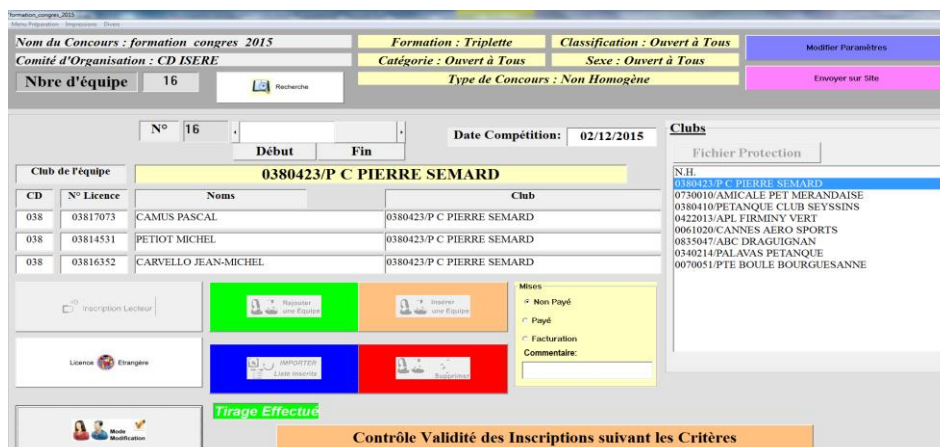 formation_congres_2015
Menu Préparation Impressions Divers
Nom du Concours : formation congres 2015
Formation : Triplette
Classification : Ouvert à Tous
Modifier Paramètres
Comité d'Organisation : CD ISERE
Catégorie : Ouvert à Tous
Sexe : Ouvert à Tous
Nbre d'équipe 16
Recherche
Type de Concours : Non Homogène
Envoyer sur Site
N° 16
Début Fin
Date Compétition: 02/12/2015
Clubs
Fichier Protection
Club de l'équipe
0380423/P C PIERRE SEMARD
CD N° Licence Noms Club
038 03817073 CAMUS PASCAL 0380423/P C PIERRE SEMARD
038 03814531 PETIOT MICHEL 0380423/P C PIERRE SEMARD
038 03816352 CARVELLO JEAN-MICHEL 0380423/P C PIERRE SEMARD
N.H.
0380423/P C PIERRE SEMARD
0730010/AMICALE PET MERANDAISE
0380410/PETANQUE CLUB SEYSSINS
0422013/APL FIRMINY VERT
0061020/CANNES AERO SPORTS
0835047/ABC DRAGUIGNAN
0340214/PALAVAS PETANQUE
0070051/PTE BOULE BOURGUESANNE
Inscription Lecteur
Rajouter
une Equipe
Insérer
une Equipe
Mises
Non Payé
Payé
Facturation
Commentaire:
Licence Etrangère
IMPORTER
Liste Inscrits
Supprimer
Mode
Modification
Tirage Effectué
Contrôle Validité des Inscriptions suivant les Critères